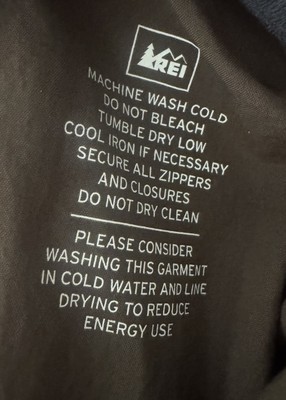 REI
MACHINE WASH COLD
DO NOT BLEACH
TUMBLE DRY LOW
COOL IRON IF NECESSARY
SECURE ALL ZIPPERS
AND CLOSURES
DO NOT DRY CLEAN
PLEASE CONSIDER
WASHING THIS GARMENT
IN COLD WATER AND LINE
DRYING TO REDUCE
ENERGY USE